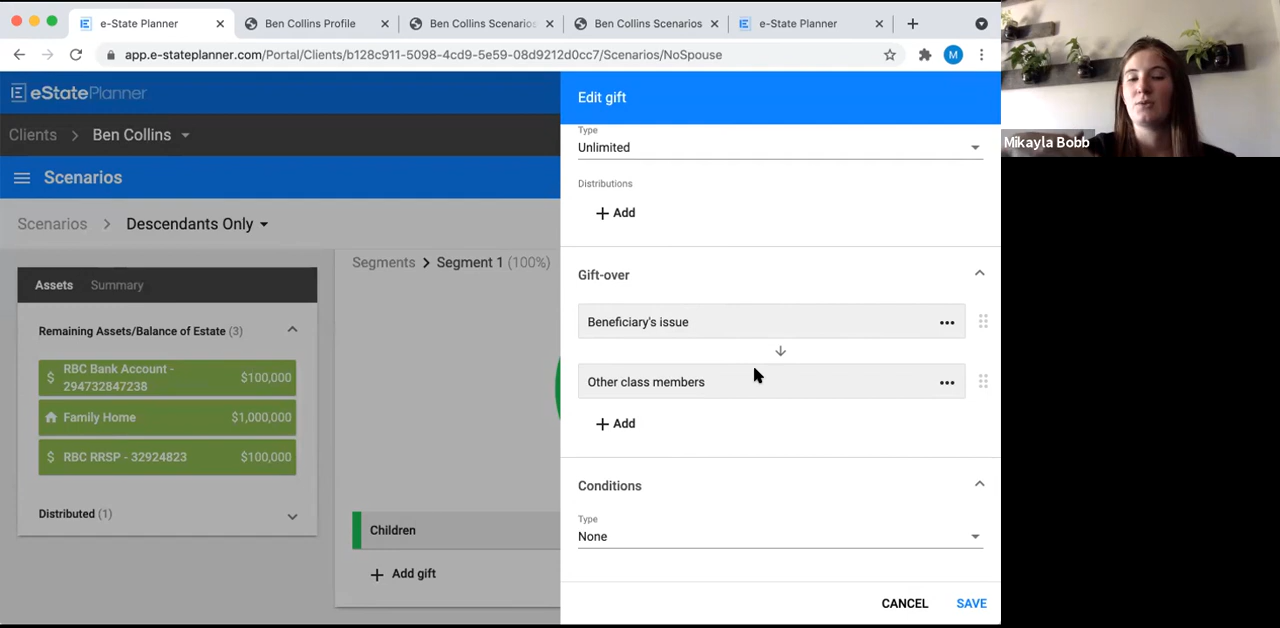 e-State Planner
Ben Collins Profile
Ben Collins Scenarios
Ben Collins Scenarios
e-State Planner
app.e-stateplanner.com/Portal/Clients/b128c911-5098-4cd9-5e59-08d9212d0cc7/Scenarios/NoSpouse
M
eStatePlanner
Clients > Ben Collins
Scenarios
Scenarios > Descendants Only
Assets Summary
Remaining Assets/Balance of Estate (3)
RBC Bank Account -
294732847238
$100,000
Family Home $1,000,000
RBC RRSP - 32924823 $100,000
Distributed (1)
Segments > Segment 1 (100%)
Children
+ Add gift
Edit gift
Type
Unlimited
Distributions
+ Add
Gift-over
Beneficiary's issue
Other class members
+ Add
Conditions
Type
None
CANCEL SAVE
Mikayla Bobb